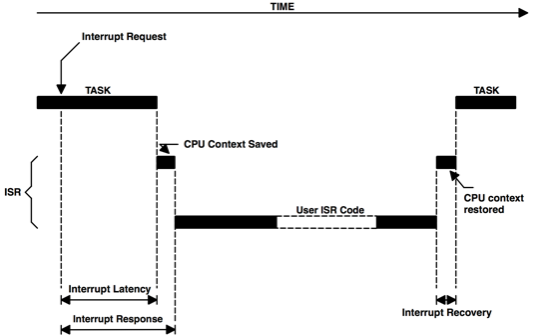 TIME
Interrupt Request
TASK
TASK
CPU Context Saved
ISR
CPU context
restored
User ISR Code
Interrupt Latency
Interrupt Recovery
Interrupt Response